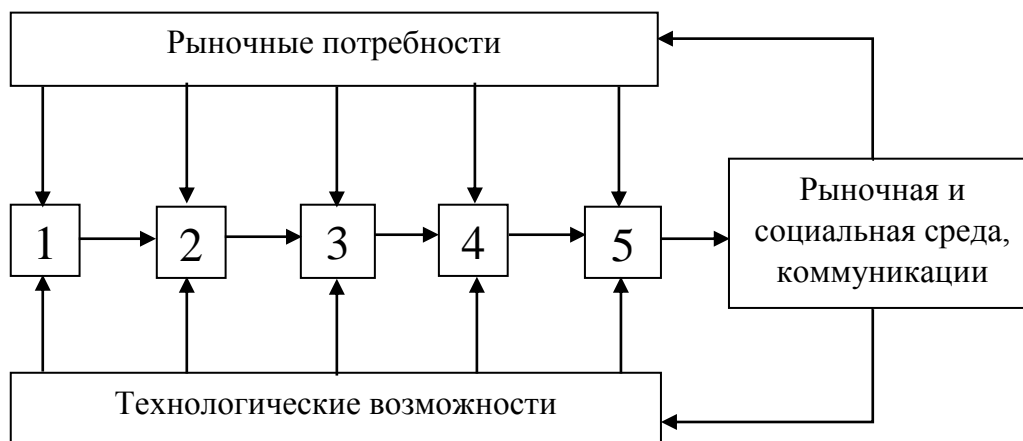 Рыночные потребности
1
2
3
4
5
Рыночная и
социальная среда,
коммуникации
Технологические возможности